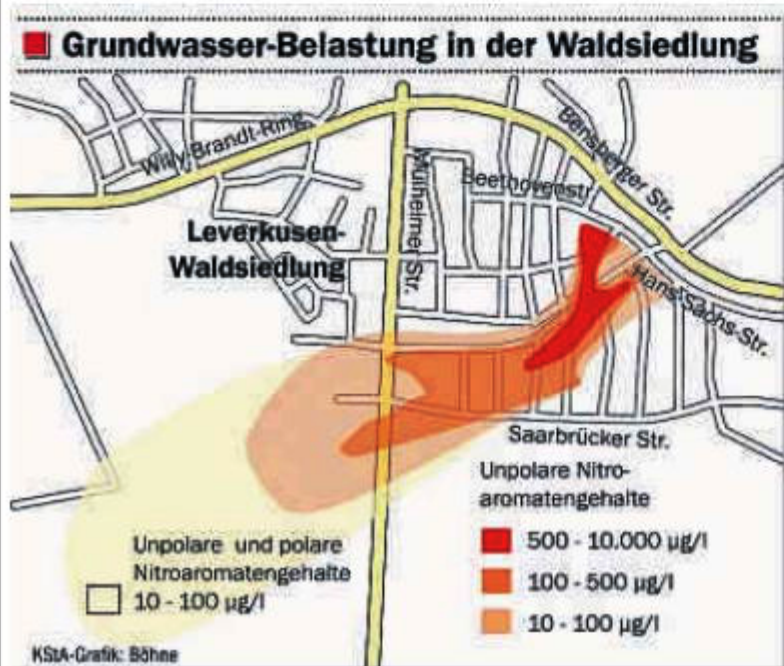 Grundwasser-Belastung in der Waldsiedlung
Willy-Brandt-Ring
Bensberger Str.
Beethovenstr.
Mülheimer Str.
Leverkusen-
Waldsiedlung
Hans-Sachs-Str.
Saarbrücker Str.
Unpolare Nitro-
aromatengehalte
500 - 10.000 µg/l
100 - 500 µg/l
10 - 100 µg/l
Unpolare und polare
Nitroaromatengehalte
10 - 100 µg/l
KStA-Grafik: Böhne